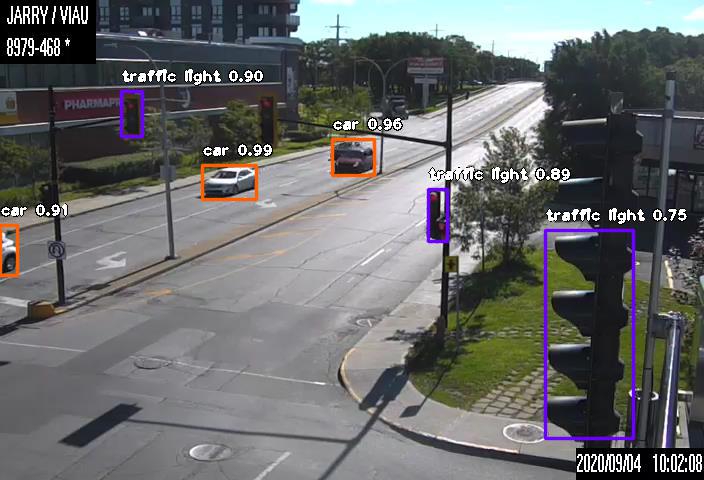 JARRY / VIAU
8979-468 *
traffic light 0.90
PHARMAPR
car 0.96
car 0.99
traffic light 0.89
car 0.91
traffic light 0.75
2020/09/04 10:02:08